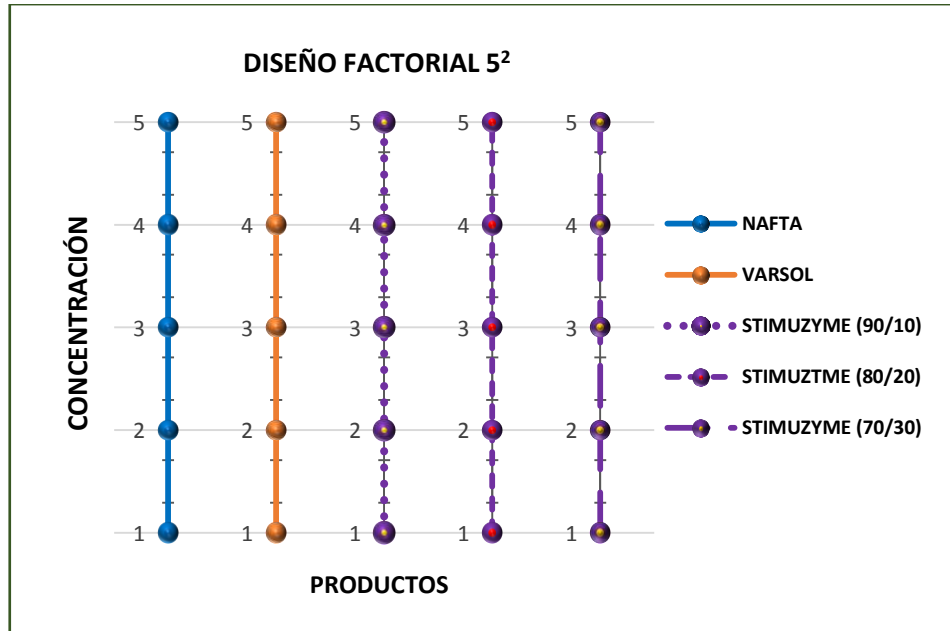 DISEÑO FACTORIAL 5²
5 5 5 5 5
4 4 4 4 4
3 3 3 3 3
2 2 2 2 2
1 1 1 1 1
CONCENTRACIÓN
PRODUCTOS
NAFTA
VARSOL
STIMUZYME (90/10)
STIMUZTME (80/20)
STIMUZYME (70/30)